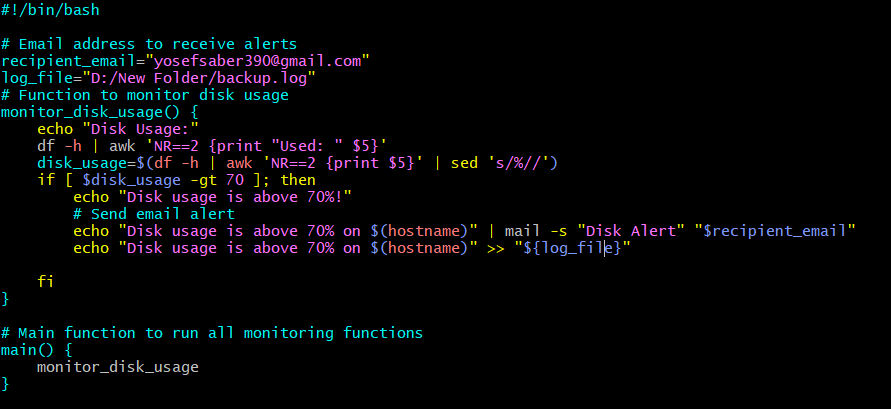 #!/bin/bash

# Email address to receive alerts
recipient_email="yosefsaber390@gmail.com"
log_file="D:/New Folder/backup.log"
# Function to monitor disk usage
monitor_disk_usage() {
    echo "Disk Usage:"
    df -h | awk 'NR==2 {print "Used: " $5}'
    disk_usage=$(df -h | awk 'NR==2 {print $5}' | sed 's/%//')
    if [ $disk_usage -gt 70 ]; then
        echo "Disk usage is above 70%!"
        # Send email alert
        echo "Disk usage is above 70% on $(hostname)" | mail -s "Disk Alert" "$recipient_email"
        echo "Disk usage is above 70% on $(hostname)" >> "${log_file}"

    fi
}

# Main function to run all monitoring functions
main() {
    monitor_disk_usage
}